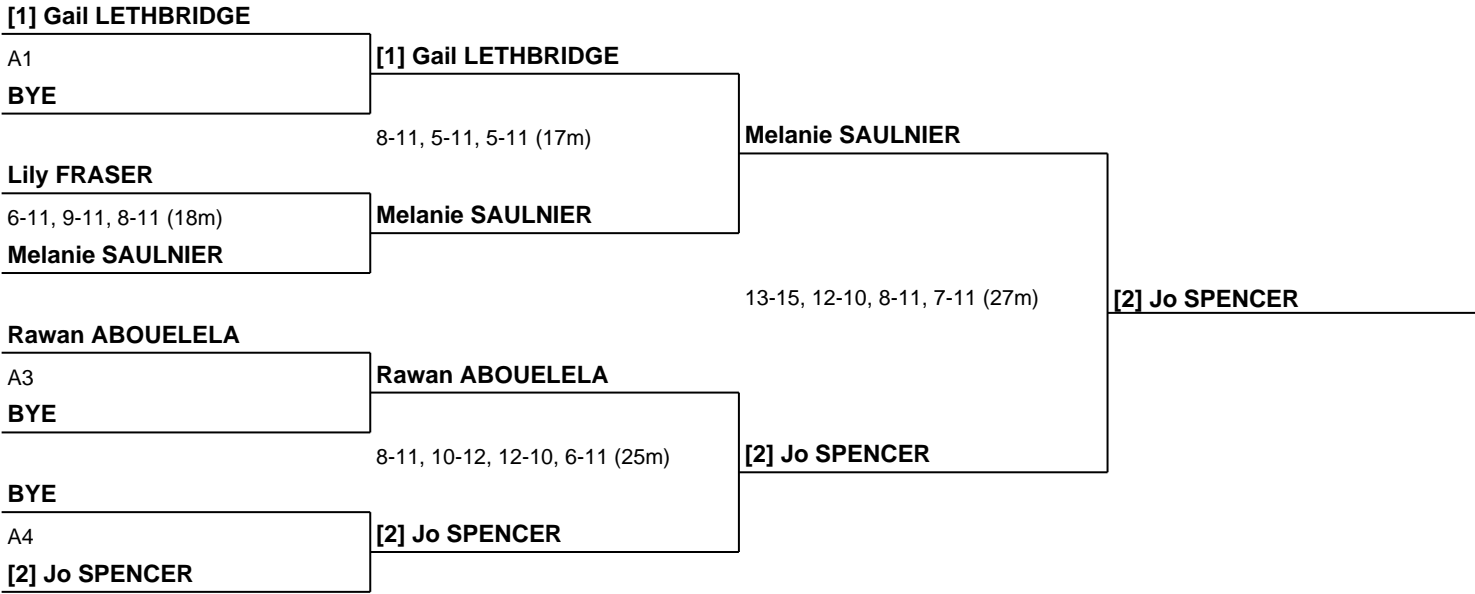 [1] Gail LETHBRIDGE
A1
[1] Gail LETHBRIDGE
BYE
8-11, 5-11, 5-11 (17m)
Melanie SAULNIER
Lily FRASER
6-11, 9-11, 8-11 (18m)
Melanie SAULNIER
Melanie SAULNIER
13-15, 12-10, 8-11, 7-11 (27m)
[2] Jo SPENCER
Rawan ABOUELELA
A3
Rawan ABOUELELA
BYE
8-11, 10-12, 12-10, 6-11 (25m)
[2] Jo SPENCER
BYE
A4
[2] Jo SPENCER
[2] Jo SPENCER